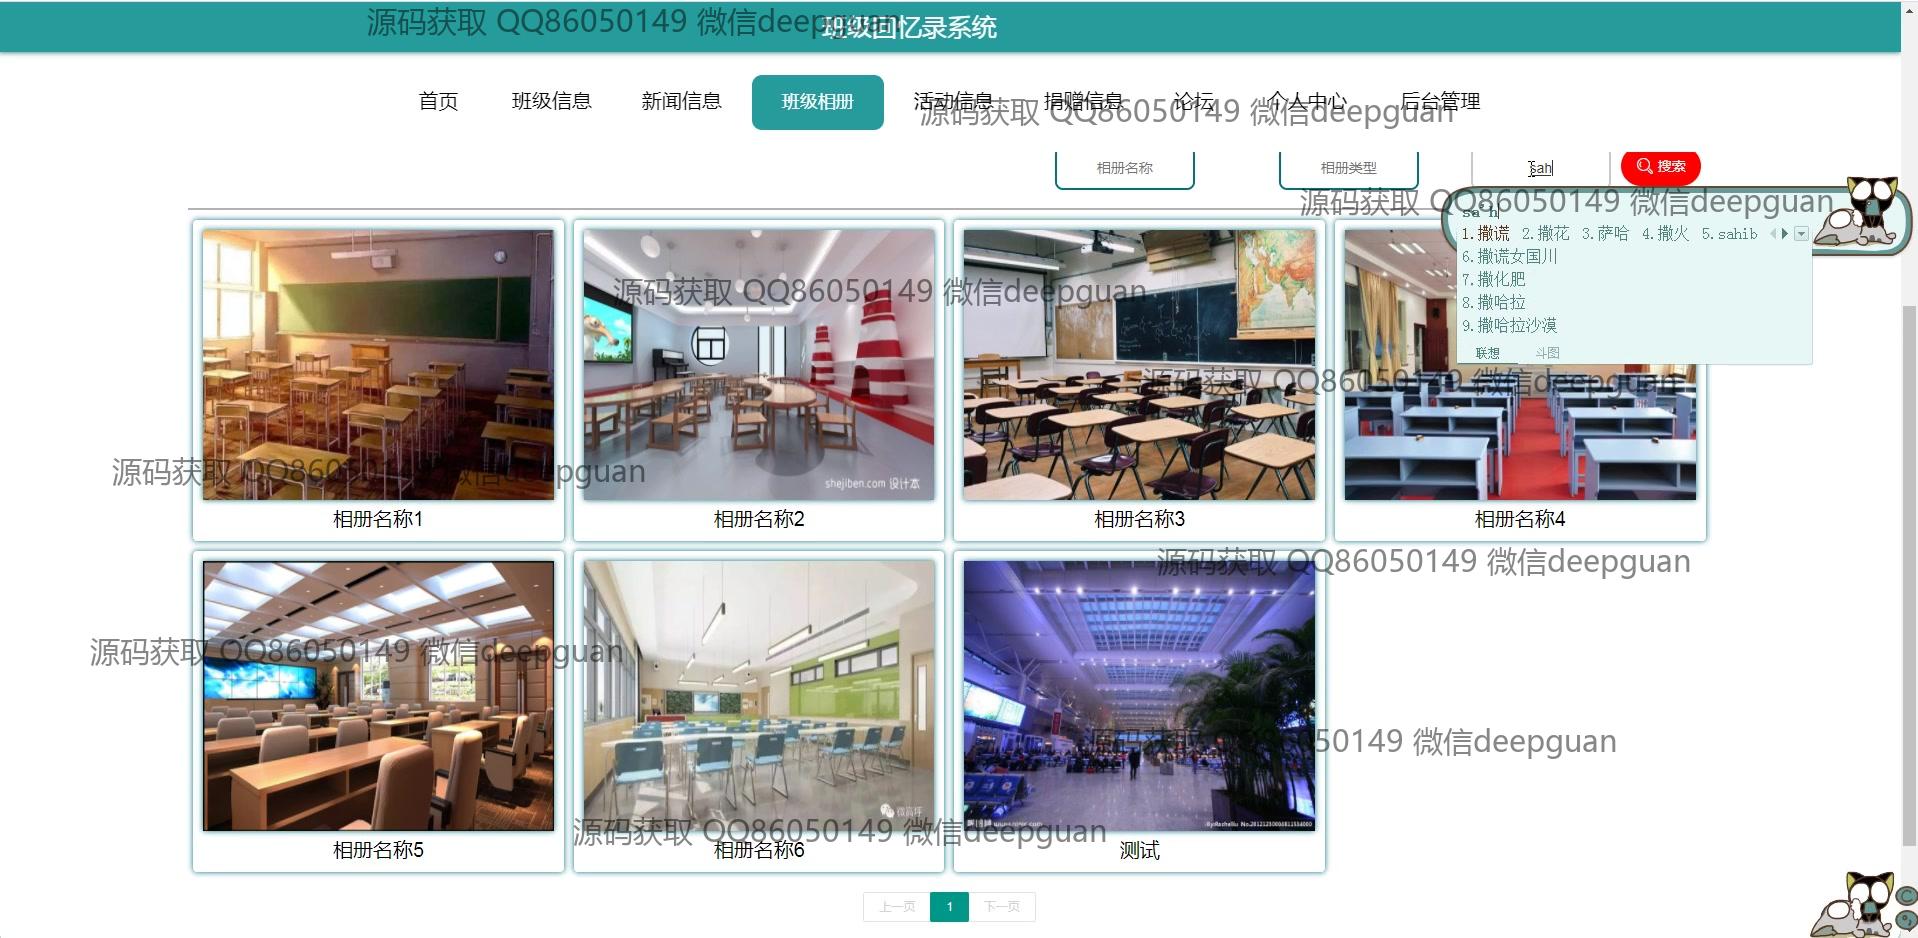 班级回忆录系统
源码获取 QQ86050149 微信deepguan
首页 班级信息 新闻信息 班级相册 活动信息 捐赠信息 论坛 个人中心 后台管理
源码获取 QQ86050149 微信deepguan
相册名称 相册类型 sah 搜索
源码获取 QQ86050149 微信deepguan
sa'h
1.撒谎 2.撒花 3.萨哈 4.撒火 5.sahib
6.撒谎女国川
7.撒化肥
8.撒哈拉
9.撒哈拉沙漠
联想 斗图
源码获取 QQ86050149 微信deepguan
源码获取 QQ86050149 微信deepguan
源码获取 QQ86050149 微信deepguan
shejiben.com 设计本
相册名称1 相册名称2 相册名称3 相册名称4
源码获取 QQ86050149 微信deepguan
源码获取 QQ86050149 微信deepguan
源码获取 QQ86050149 微信deepguan
源码获取 QQ86050149 微信deepguan
相册名称5 相册名称6 测试
上一页 1 下一页